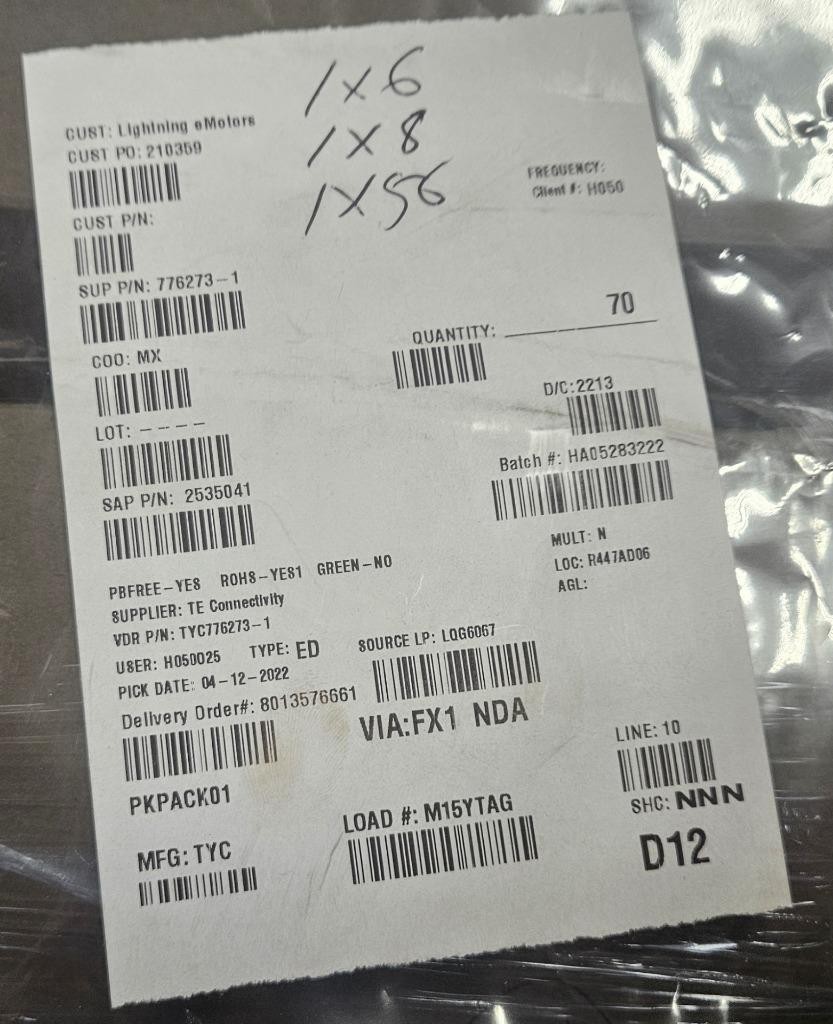 1x6
1x8
1x56
CUST: Lightning eMotors
CUST PO: 210359
FREQUENCY:
Client #: H050
CUST P/N:
SUP P/N: 776273-1
QUANTITY: 70
COO: MX
D/C:2213
LOT: ----
Batch #: HA05283222
SAP P/N: 2535041
MULT: N
LOC: R447AD06
AGL:
PBFREE-YES ROHS-YES1 GREEN-NO
SUPPLIER: TE Connectivity
VDR P/N: TYC776273-1
USER: H050025 TYPE: ED
SOURCE LP: LQG6067
PICK DATE: 04-12-2022
Delivery Order#: 8013576661
VIA:FX1 NDA
LINE: 10
PKPACK01
SHC: NNN
LOAD #: M15YTAG
MFG: TYC
D12